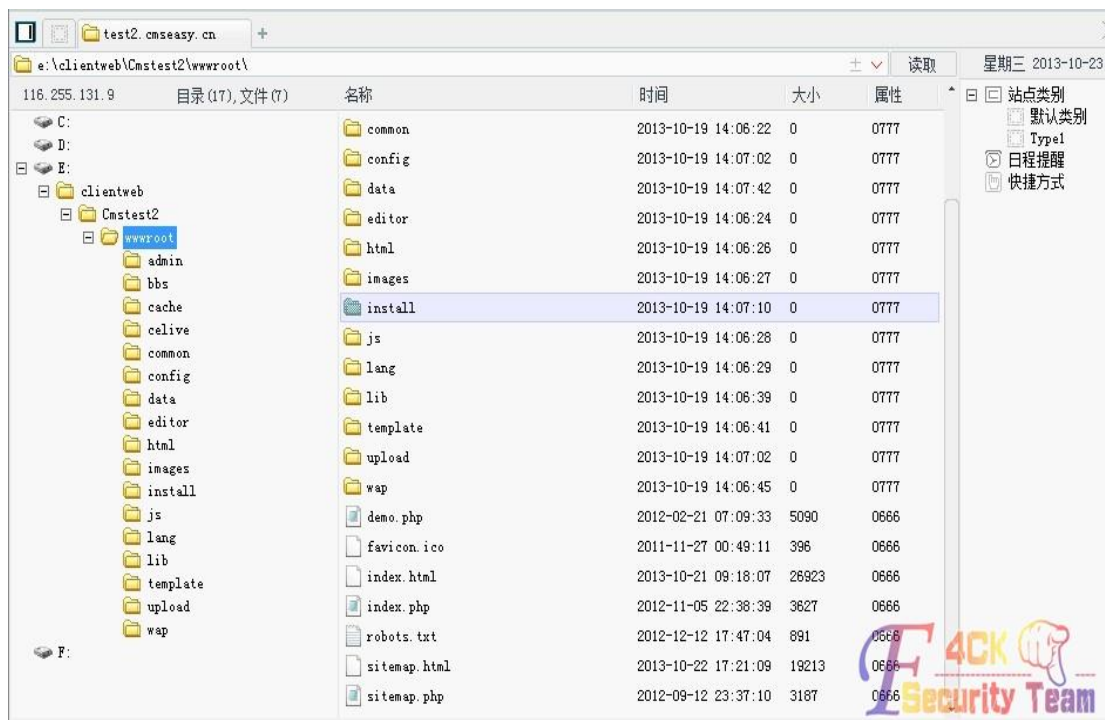 test2.cmseasy.cn +
e:\clientweb\Cmstest2\wwwroot\ 读取 星期三 2013-10-23
116.255.131.9 目录(17),文件(7) 名称 时间 大小 属性
C:
D:
E:
clientweb
Cmstest2
wwwroot
admin
bbs
cache
celive
common
config
data
editor
html
images
install
js
lang
lib
template
upload
wap
F:
common 2013-10-19 14:06:22 0 0777
config 2013-10-19 14:07:02 0 0777
data 2013-10-19 14:07:42 0 0777
editor 2013-10-19 14:06:24 0 0777
html 2013-10-19 14:06:26 0 0777
images 2013-10-19 14:06:27 0 0777
install 2013-10-19 14:07:10 0 0777
js 2013-10-19 14:06:28 0 0777
lang 2013-10-19 14:06:29 0 0777
lib 2013-10-19 14:06:39 0 0777
template 2013-10-19 14:06:41 0 0777
upload 2013-10-19 14:07:02 0 0777
wap 2013-10-19 14:06:45 0 0777
demo.php 2012-02-21 07:09:33 5090 0666
favicon.ico 2011-11-27 00:49:11 396 0666
index.html 2013-10-21 09:18:07 26923 0666
index.php 2012-11-05 22:38:39 3627 0666
robots.txt 2012-12-12 17:47:04 891 0666
sitemap.html 2013-10-22 17:21:09 19213 0666
sitemap.php 2012-09-12 23:37:10 3187 0666
站点类别
默认类别
Type1
日程提醒
快捷方式
F4CK
Security Team